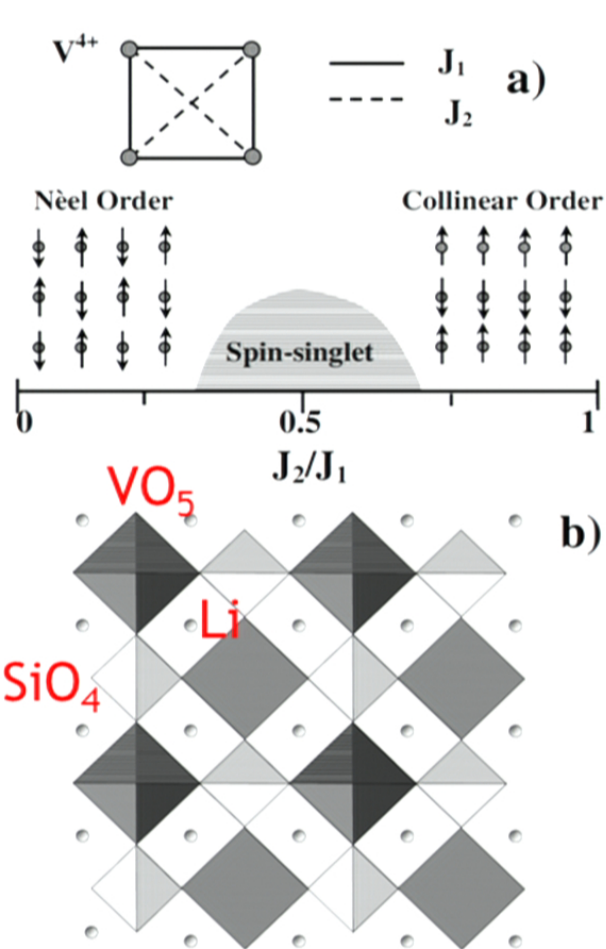 V4+
J1
a)
J2
Nèel Order
Collinear Order
Spin-singlet
0
0.5
1
J2/J1
VO5
b)
Li
SiO4